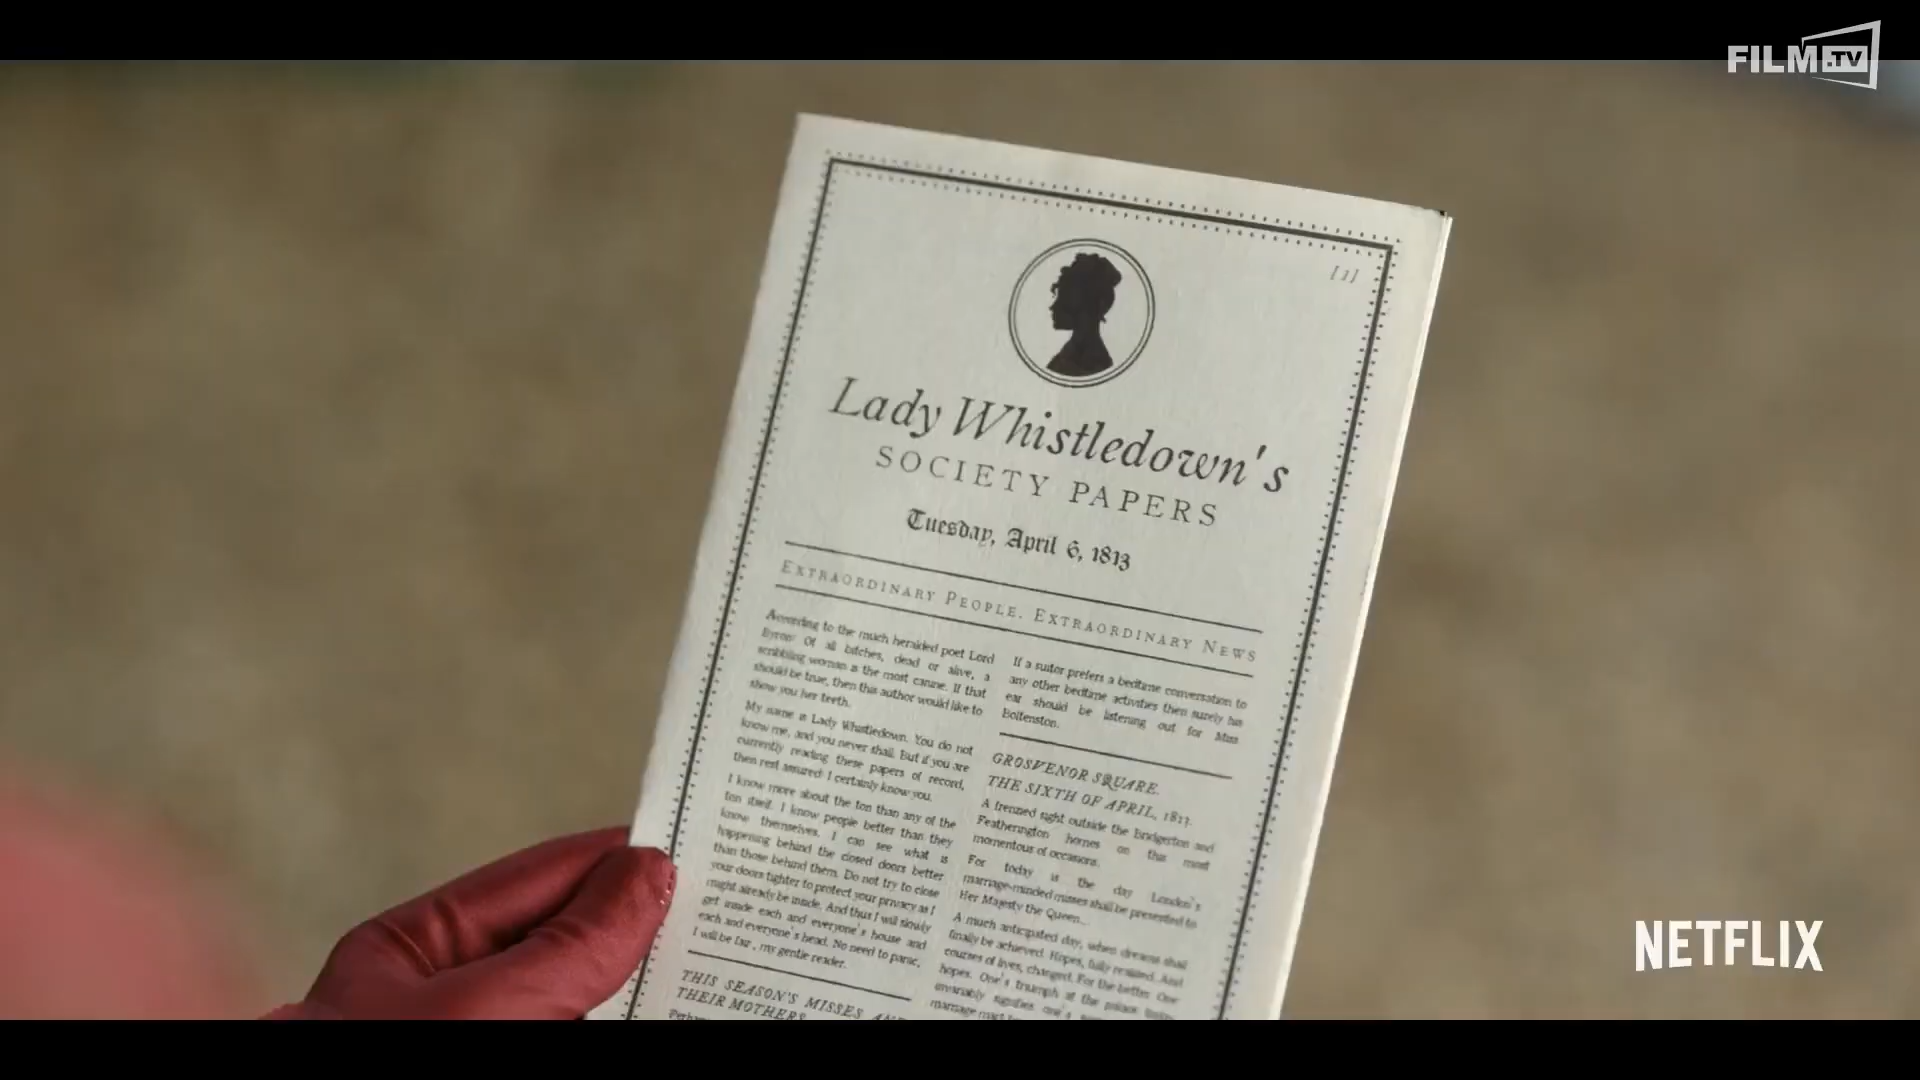 FILM.TV
[1]
Lady Whistledown's
SOCIETY PAPERS
Tuesday, April 6, 1813
EXTRAORDINARY PEOPLE. EXTRAORDINARY NEWS
According to the much heralded poet Lord
Byron: Of all bitches, dead or alive, a
scribbling woman is the most canine. If that
should be true, then this author would like to
show you her teeth.
My name is Lady Whistledown. You do not
know me, and you never shall. But if you are
currently reading these papers of record,
then rest assured: I certainly know you.
I know more about the ton than any of the
ton itself. I know people better than they
know themselves. I can see what is
happening behind the closed doors better
than those behind them. Do not try to close
your doors tighter to protect your privacy as I
might already be inside. And thus I will slowly
get inside each and everyone's house and
each and everyone's head. No need to panic,
I will be fair, my gentle reader.
THIS SEASON'S MISSES AND
THEIR MOTHERS
If a suitor prefers a bedtime conversation to
any other bedtime activities then surely his
ear should be listening out for Miss
Bollenston.
GROSVENOR SQUARE.
THE SIXTH OF APRIL, 1813.
A frenzied sight outside the Bridgerton and
Featherington homes on this most
momentous of occasions.
For today is the day London's
marriage-minded misses shall be presented to
Her Majesty the Queen...
A much anticipated day, when dreams shall
finally be achieved. Hopes, fully realized. And
courses of lives, changed. For the better. One
hopes. One's triumph at the palace today
invariably signifies one's
marriage
NETFLIX